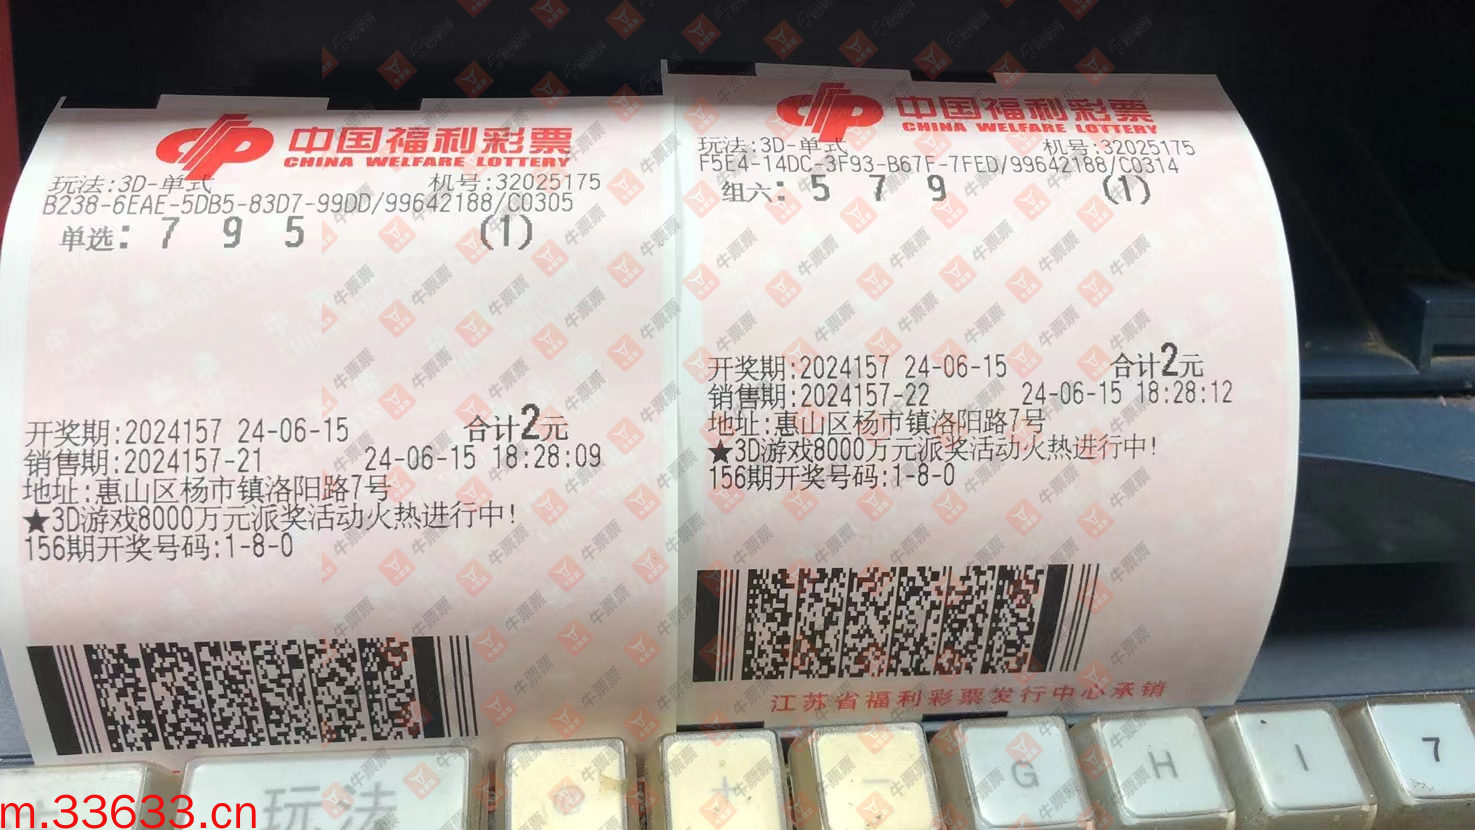 中国福利彩票
CHINA WELFARE LOTTERY
玩法:3D-单式 机号:32025175
B238-6EAE-5DB5-83D7-99DD/99642188/C0305
单选: 7 9 5 (1)
开奖期:2024157 24-06-15 合计2元
销售期:2024157-21 24-06-15 18:28:09
地址:惠山区杨市镇洛阳路7号
★3D游戏8000万元派奖活动火热进行中!
156期开奖号码:1-8-0
中国福利彩票
CHINA WELFARE LOTTERY
玩法:3D-单式 机号:32025175
F5E4-14DC-3F93-B67F-7FED/99642188/C0314
组六: 5 7 9 (1)
开奖期:2024157 24-06-15 合计2元
销售期:2024157-22 24-06-15 18:28:12
地址:惠山区杨市镇洛阳路7号
★3D游戏8000万元派奖活动火热进行中!
156期开奖号码:1-8-0
江苏省福利彩票发行中心承销
玩法 + - G H I 7
牛票票
m.33633.cn